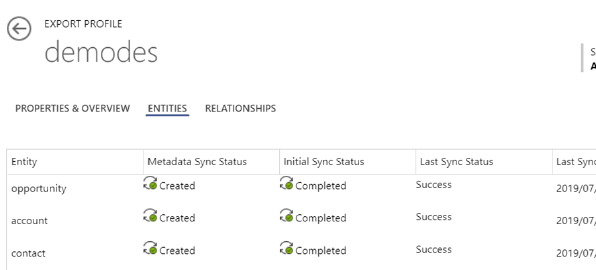 EXPORT PROFILE
demodes
S
A
PROPERTIES & OVERVIEW ENTITIES RELATIONSHIPS
Entity Metadata Sync Status Initial Sync Status Last Sync Status Last Sync
opportunity Created Completed Success 2019/07/
account Created Completed Success 2019/07/
contact Created Completed Success 2019/07/